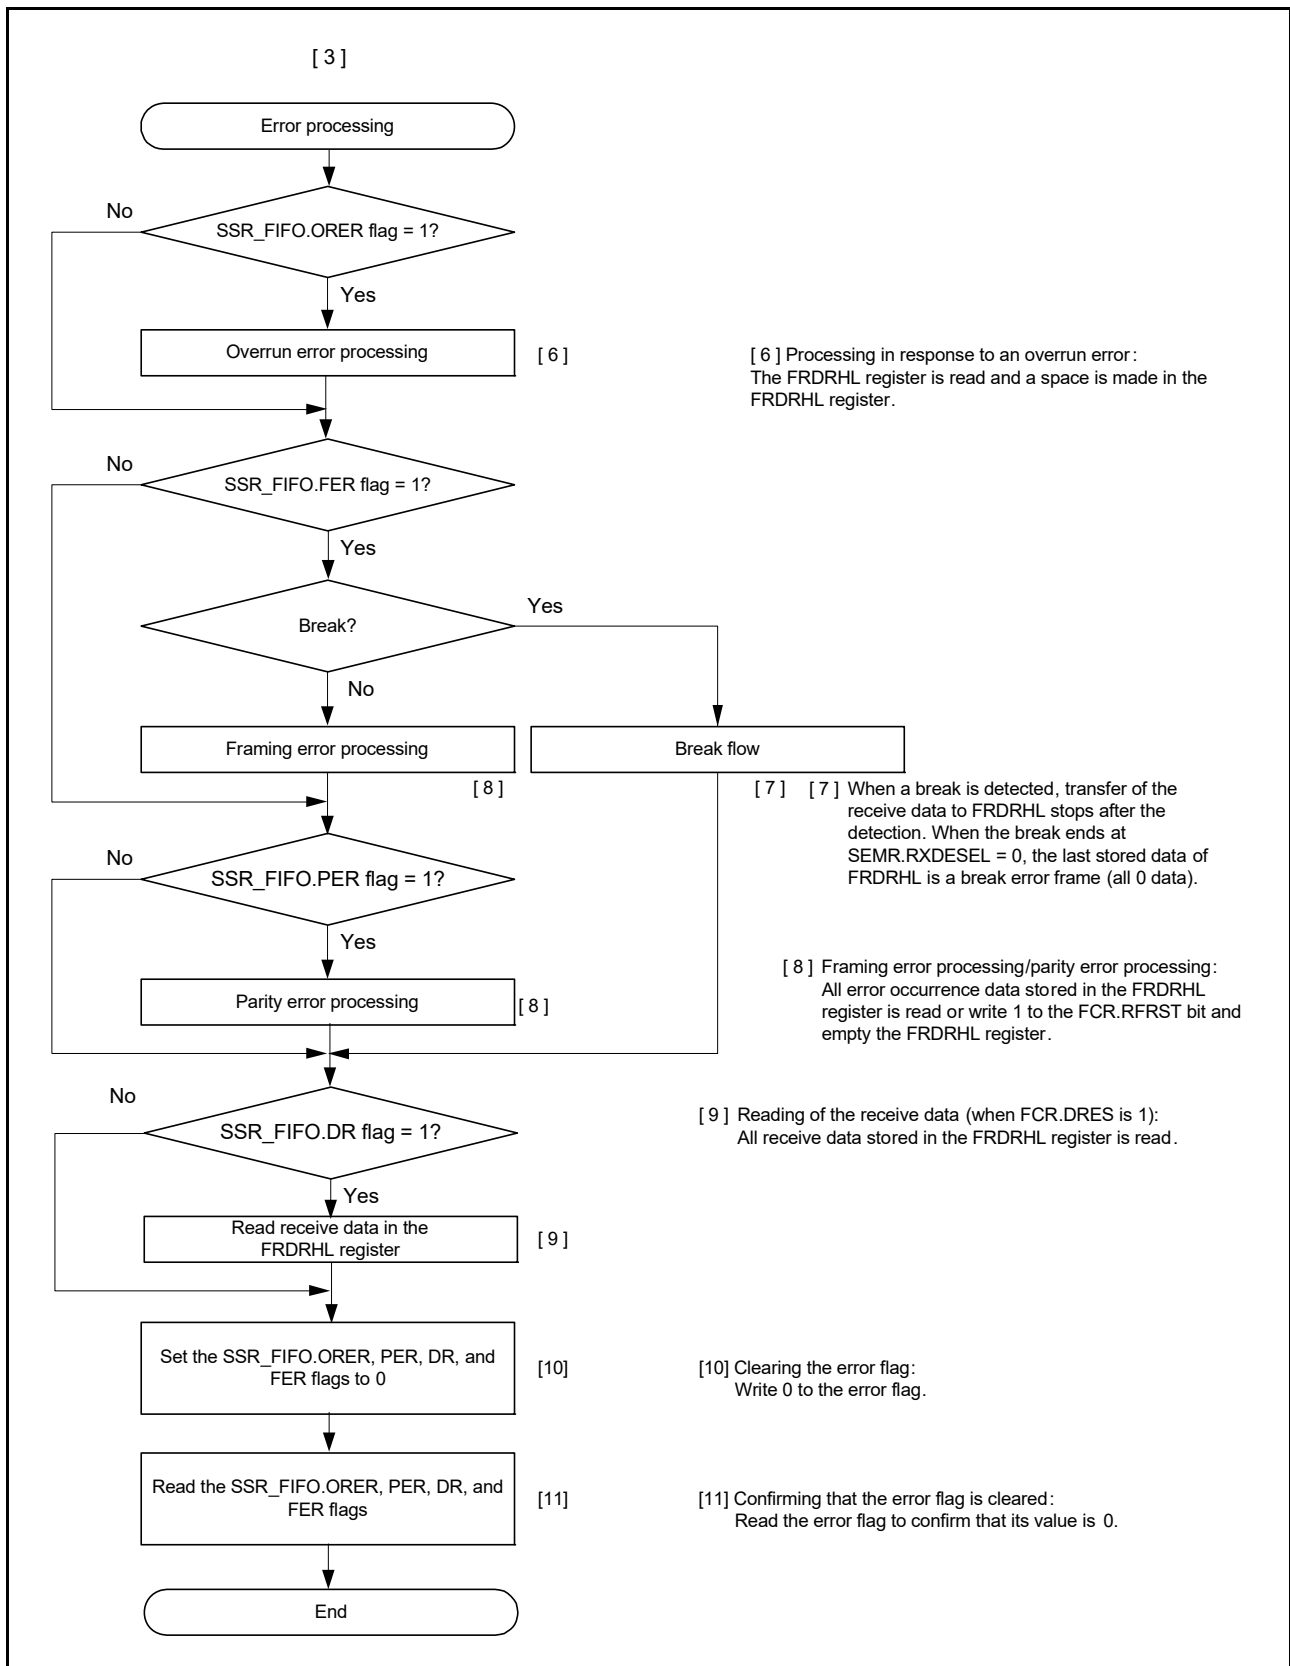 [ 3 ]
Error processing
No
SSR_FIFO.ORER flag = 1?
Yes
Overrun error processing
[ 6 ]
[ 6 ] Processing in response to an overrun error:
The FRDRHL register is read and a space is made in the
FRDRHL register.
No
SSR_FIFO.FER flag = 1?
Yes
Break?
Yes
No
Framing error processing
[ 8 ]
Break flow
[ 7 ]
[ 7 ] When a break is detected, transfer of the
receive data to FRDRHL stops after the
detection. When the break ends at
SEMR.RXDESEL = 0, the last stored data of
FRDRHL is a break error frame (all 0 data).
No
SSR_FIFO.PER flag = 1?
Yes
Parity error processing
[ 8 ]
[ 8 ] Framing error processing/parity error processing:
All error occurrence data stored in the FRDRHL
register is read or write 1 to the FCR.RFRST bit and
empty the FRDRHL register.
No
SSR_FIFO.DR flag = 1?
Yes
[ 9 ] Reading of the receive data (when FCR.DRES is 1):
All receive data stored in the FRDRHL register is read.
Read receive data in the
FRDRHL register
[ 9 ]
Set the SSR_FIFO.ORER, PER, DR, and
FER flags to 0
[10]
[10] Clearing the error flag:
Write 0 to the error flag.
Read the SSR_FIFO.ORER, PER, DR, and
FER flags
[11]
[11] Confirming that the error flag is cleared:
Read the error flag to confirm that its value is 0.
End